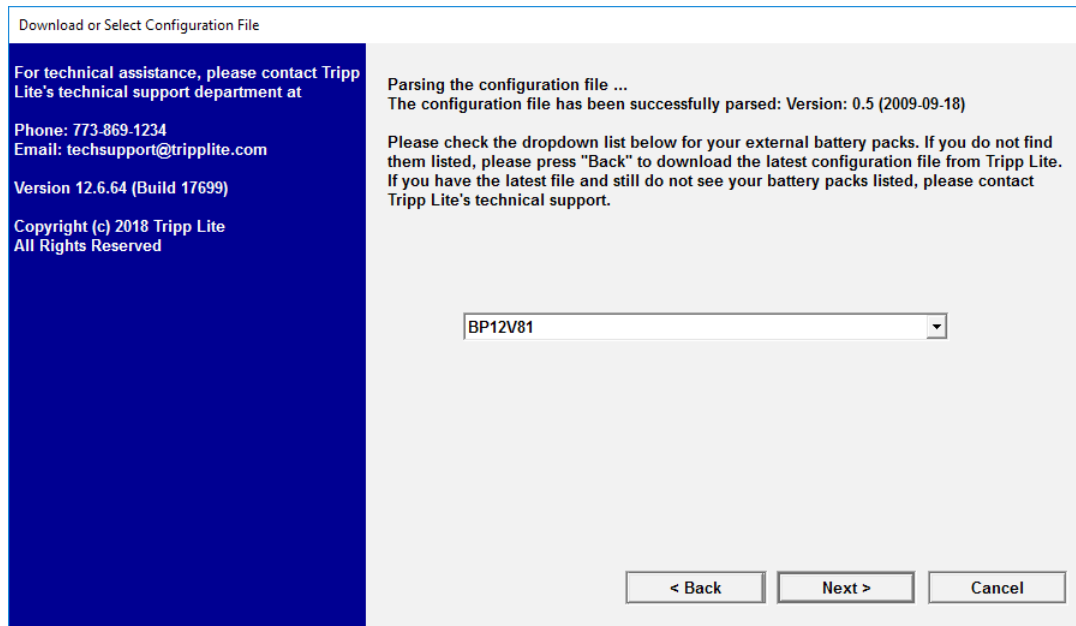 Download or Select Configuration File
For technical assistance, please contact Tripp
Lite's technical support department at
Phone: 773-869-1234
Email: techsupport@tripplite.com
Version 12.6.64 (Build 17699)
Copyright (c) 2018 Tripp Lite
All Rights Reserved
Parsing the configuration file ...
The configuration file has been successfully parsed: Version: 0.5 (2009-09-18)
Please check the dropdown list below for your external battery packs. If you do not find
them listed, please press "Back" to download the latest configuration file from Tripp Lite.
If you have the latest file and still do not see your battery packs listed, please contact
Tripp Lite's technical support.
BP12V81
< Back
Next >
Cancel